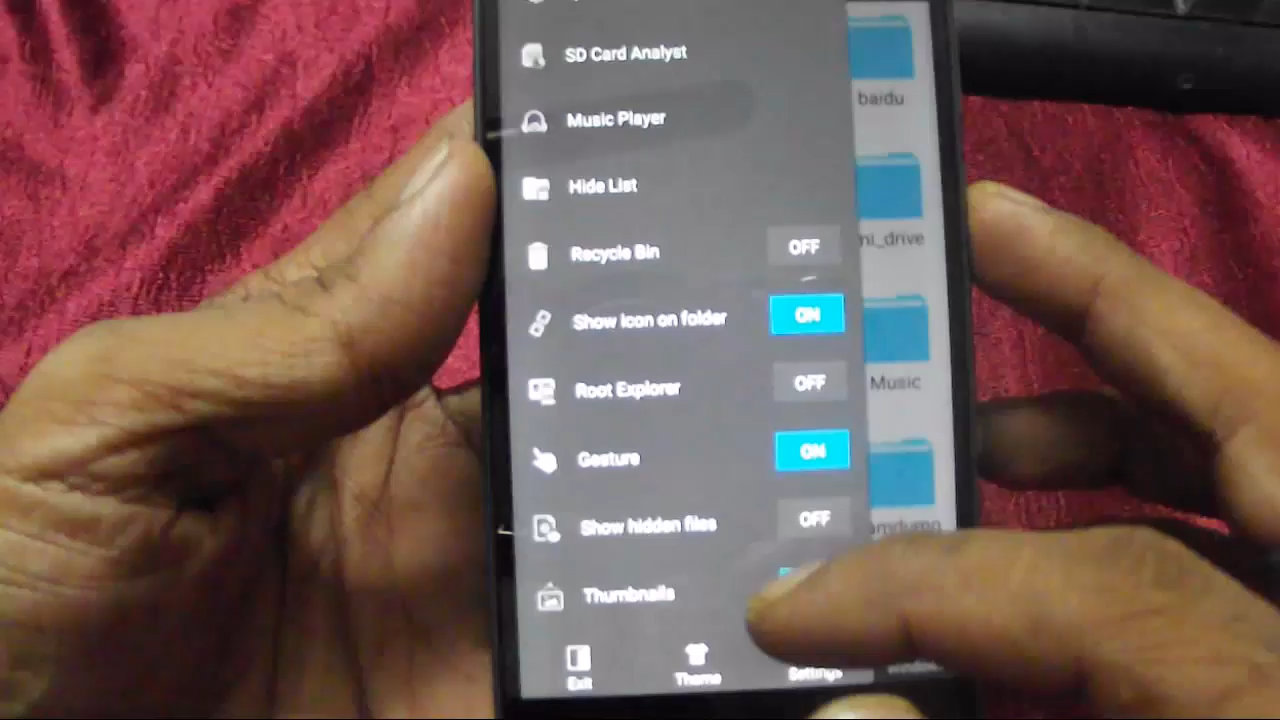 SD Card Analyst
Music Player
Hide List
Recycle Bin OFF
Show icon on folder ON
Root Explorer OFF
Gesture ON
Show hidden files OFF
Thumbnails
Exit Theme Settings
baidu
mi_drive
Music